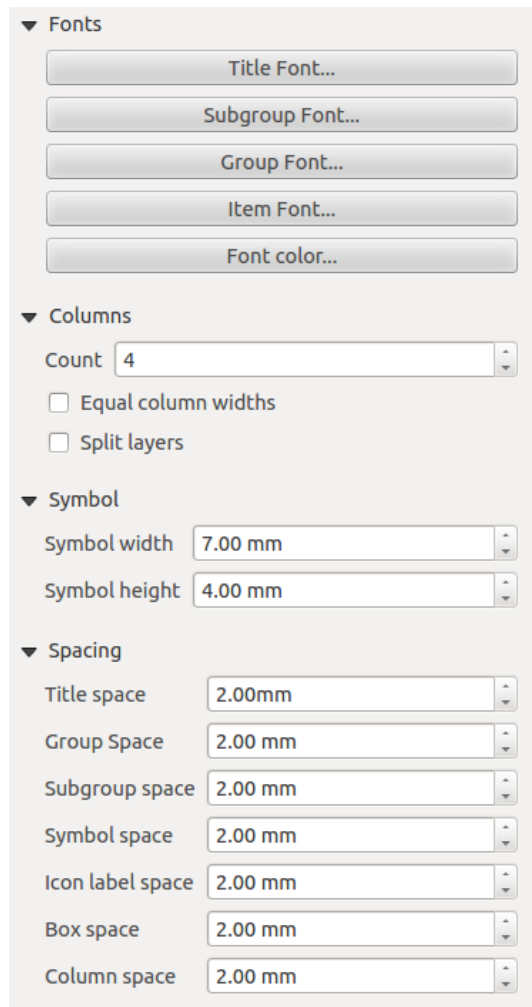 Fonts
Title Font...
Subgroup Font...
Group Font...
Item Font...
Font color...
Columns
Count 4
Equal column widths
Split layers
Symbol
Symbol width 7.00 mm
Symbol height 4.00 mm
Spacing
Title space 2.00mm
Group Space 2.00 mm
Subgroup space 2.00 mm
Symbol space 2.00 mm
Icon label space 2.00 mm
Box space 2.00 mm
Column space 2.00 mm